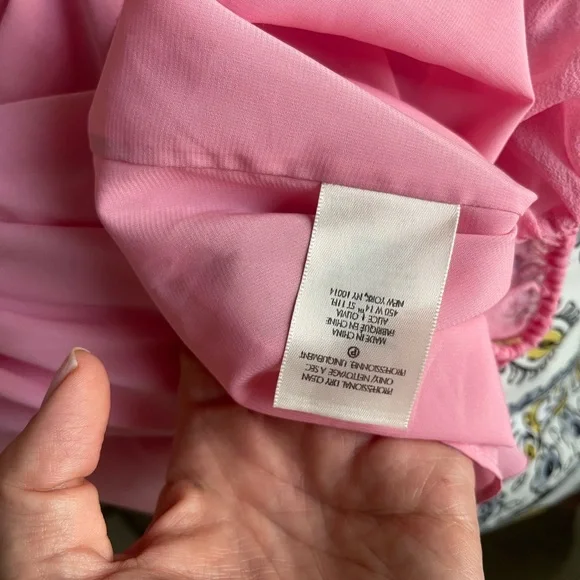 PROFESSIONAL DRY CLEAN
ONLY/NETTOYAGE A SEC
PROFESSIONNEL UNIQUEMENT
P
MADE IN CHINA
FABRIQUÉ EN CHINE
ALICE + OLIVIA
450 W 14TH ST 11FL
NEW YORK, NY 10014